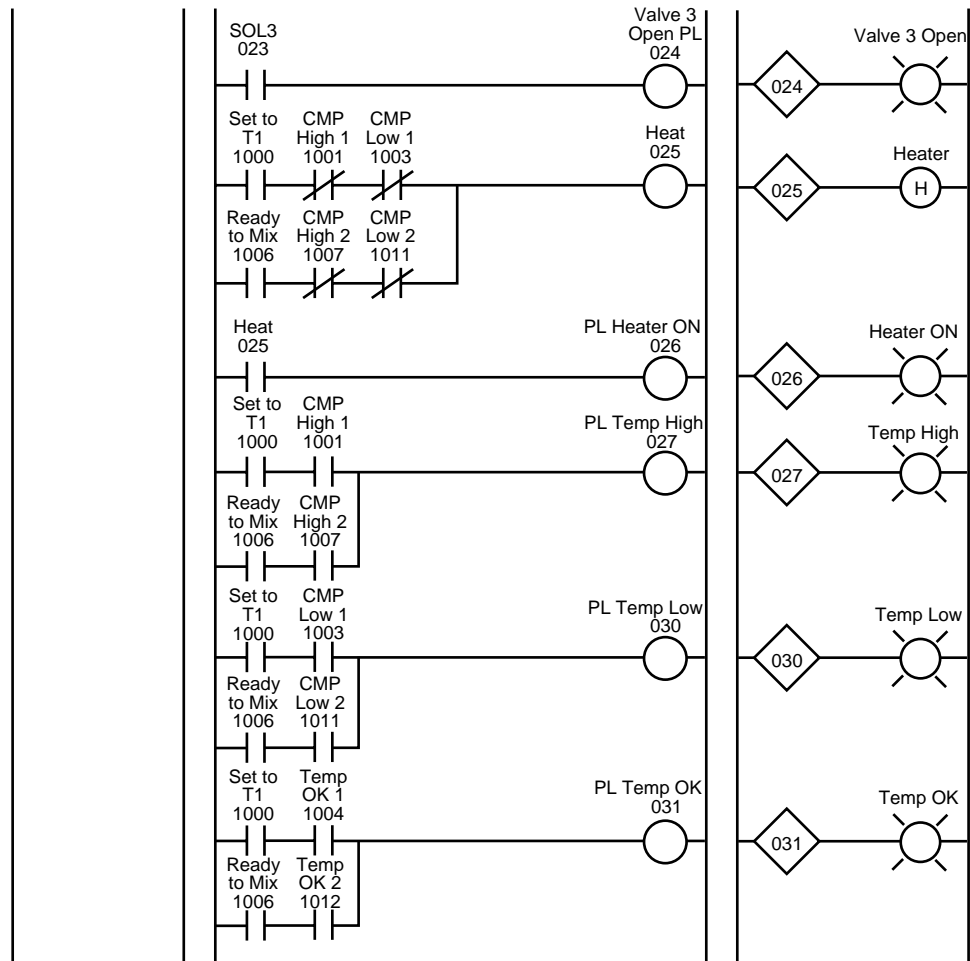 SOL3
023
Valve 3
Open PL
024
024
Valve 3 Open
Set to
T1
1000
CMP
High 1
1001
CMP
Low 1
1003
Heat
025
025
Heater
H
Ready
to Mix
1006
CMP
High 2
1007
CMP
Low 2
1011
Heat
025
PL Heater ON
026
026
Heater ON
Set to
T1
1000
CMP
High 1
1001
PL Temp High
027
027
Temp High
Ready
to Mix
1006
CMP
High 2
1007
Set to
T1
1000
CMP
Low 1
1003
PL Temp Low
030
030
Temp Low
Ready
to Mix
1006
CMP
Low 2
1011
Set to
T1
1000
Temp
OK 1
1004
PL Temp OK
031
031
Temp OK
Ready
to Mix
1006
Temp
OK 2
1012